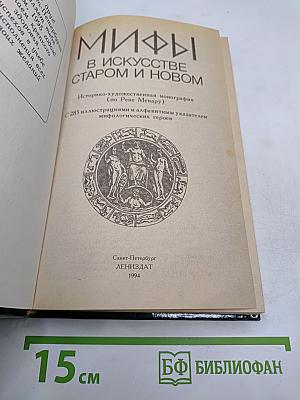 МИФЫ
В ИСКУССТВЕ
СТАРОМ И НОВОМ
Историко-художественная монография
(по Рене Менару)
С 285 иллюстрациями и алфавитным указателем
мифологических героев
Санкт-Петербург
ЛЕНИЗДАТ
1994
15 см
БФ БИБЛИОФАН